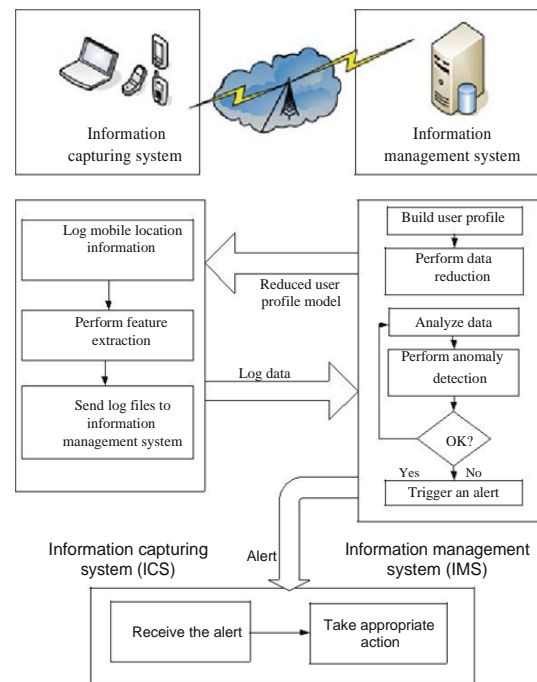 Information
capturing system
Information
management system
Log mobile location
information
Perform feature
extraction
Send log files to
information
management system
Reduced user
profile model
Log data
Build user profile
Perform data
reduction
Analyze data
Perform anomaly
detection
OK?
Yes
No
Trigger an alert
Information capturing
system (ICS)
Alert
Information management
system (IMS)
Receive the alert
Take appropriate
action